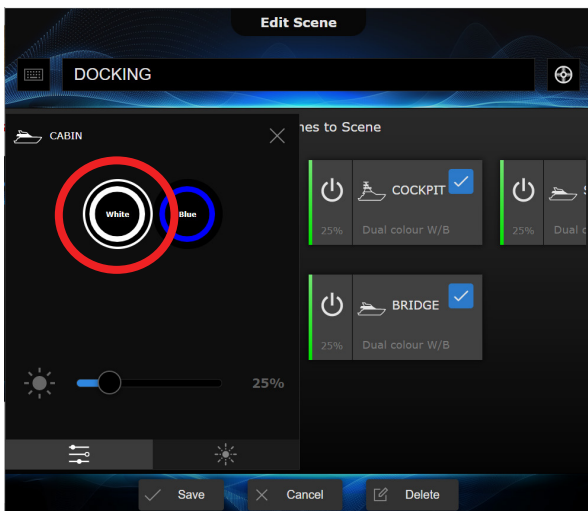 Edit Scene
DOCKING
hes to Scene
CABIN
White
Blue
25%
COCKPIT
25%
Dual colour W/B
S
25%
Dual c
BRIDGE
25%
Dual colour W/B
Save
Cancel
Delete